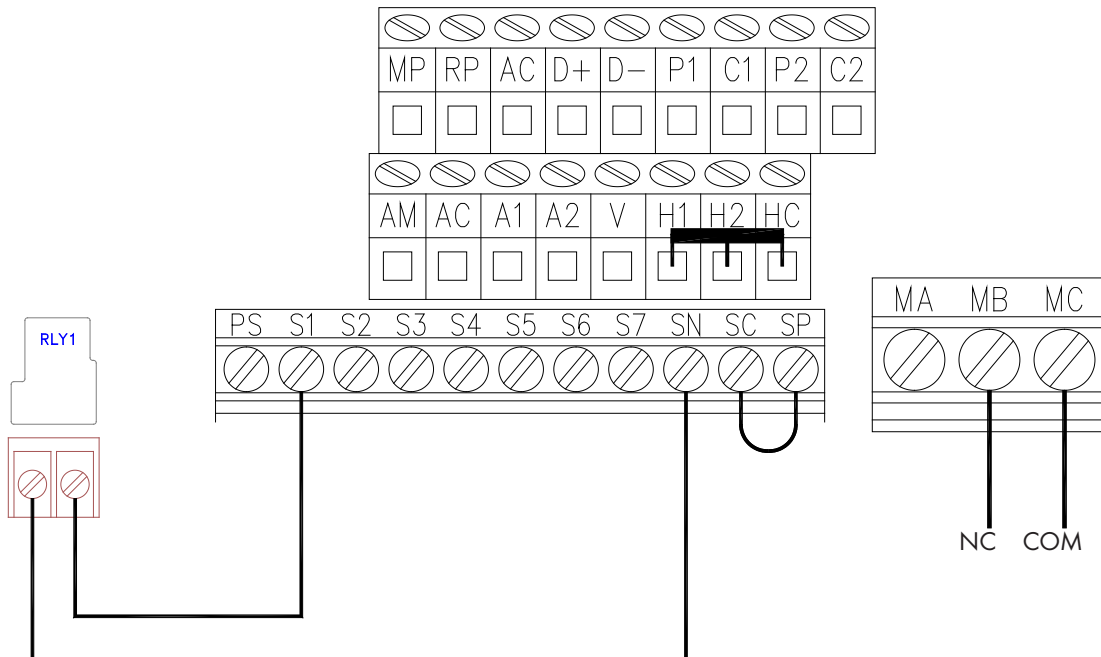 MP RP AC D+ D- P1 C1 P2 C2
AM AC A1 A2 V H1 H2 HC
MA MB MC
PS S1 S2 S3 S4 S5 S6 S7 SN SC SP
RLY1
NC COM